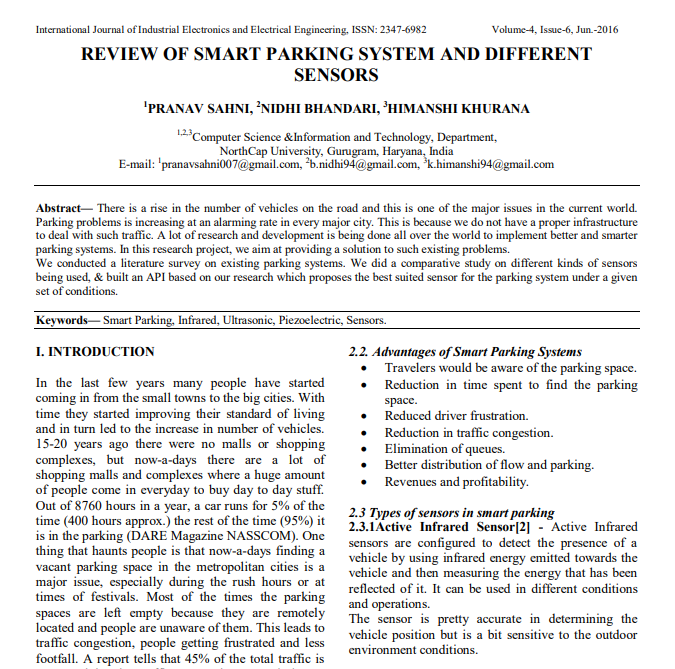 International Journal of Industrial Electronics and Electrical Engineering, ISSN: 2347-6982 Volume-4, Issue-6, Jun.-2016
REVIEW OF SMART PARKING SYSTEM AND DIFFERENT
SENSORS
1PRANAV SAHNI, 2NIDHI BHANDARI, 3HIMANSHI KHURANA
1,2,3Computer Science &Information and Technology, Department,
NorthCap University, Gurugram, Haryana, India
E-mail: 1pranavsahni007@gmail.com, 2b.nidhi94@gmail.com, 3k.himanshi94@gmail.com
Abstract— There is a rise in the number of vehicles on the road and this is one of the major issues in the current world.
Parking problems is increasing at an alarming rate in every major city. This is because we do not have a proper infrastructure
to deal with such traffic. A lot of research and development is being done all over the world to implement better and smarter
parking systems. In this research project, we aim at providing a solution to such existing problems.
We conducted a literature survey on existing parking systems. We did a comparative study on different kinds of sensors
being used, & built an API based on our research which proposes the best suited sensor for the parking system under a given
set of conditions.
Keywords— Smart Parking, Infrared, Ultrasonic, Piezoelectric, Sensors.
I. INTRODUCTION
In the last few years many people have started
coming in from the small towns to the big cities. With
time they started improving their standard of living
and in turn led to the increase in number of vehicles.
15-20 years ago there were no malls or shopping
complexes, but now-a-days there are a lot of
shopping malls and complexes where a huge amount
of people come in everyday to buy day to day stuff.
Out of 8760 hours in a year, a car runs for 5% of the
time (400 hours approx.) the rest of the time (95%) it
is in the parking (DARE Magazine NASSCOM). One
thing that haunts people is that now-a-days finding a
vacant parking space in the metropolitan cities is a
major issue, especially during the rush hours or at
times of festivals. Most of the times the parking
spaces are left empty because they are remotely
located and people are unaware of them. This leads to
traffic congestion, people getting frustrated and less
footfall. A report tells that 45% of the total traffic is
2.2. Advantages of Smart Parking Systems
• Travelers would be aware of the parking space.
• Reduction in time spent to find the parking
space.
• Reduced driver frustration.
• Reduction in traffic congestion.
• Elimination of queues.
• Better distribution of flow and parking.
• Revenues and profitability.
2.3 Types of sensors in smart parking
2.3.1Active Infrared Sensor[2] - Active Infrared
sensors are configured to detect the presence of a
vehicle by using infrared energy emitted towards the
vehicle and then measuring the energy that has been
reflected of it. It can be used in different conditions
and operations.
The sensor is pretty accurate in determining the
vehicle position but is a bit sensitive to the outdoor
environment conditions.